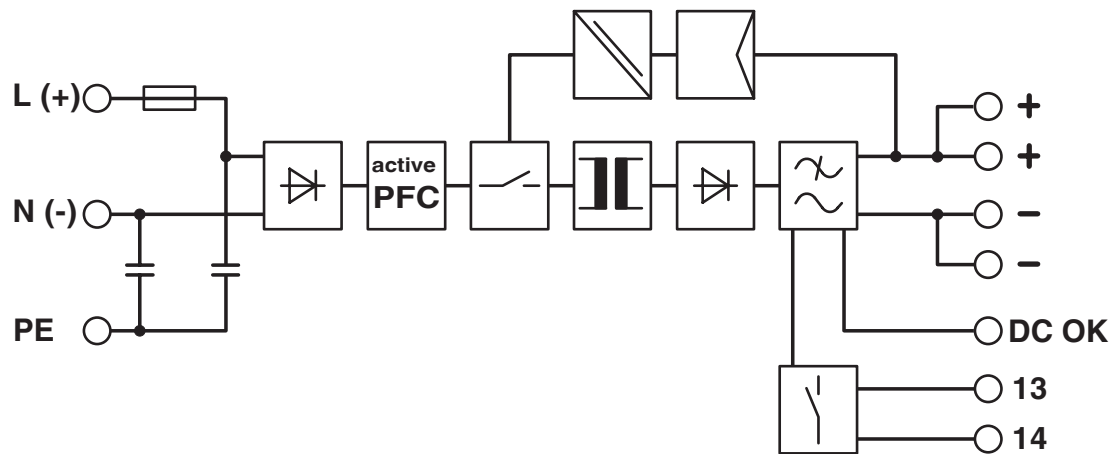 L (+)
N (-)
PE
active
PFC
+
+
–
–
DC OK
13
14